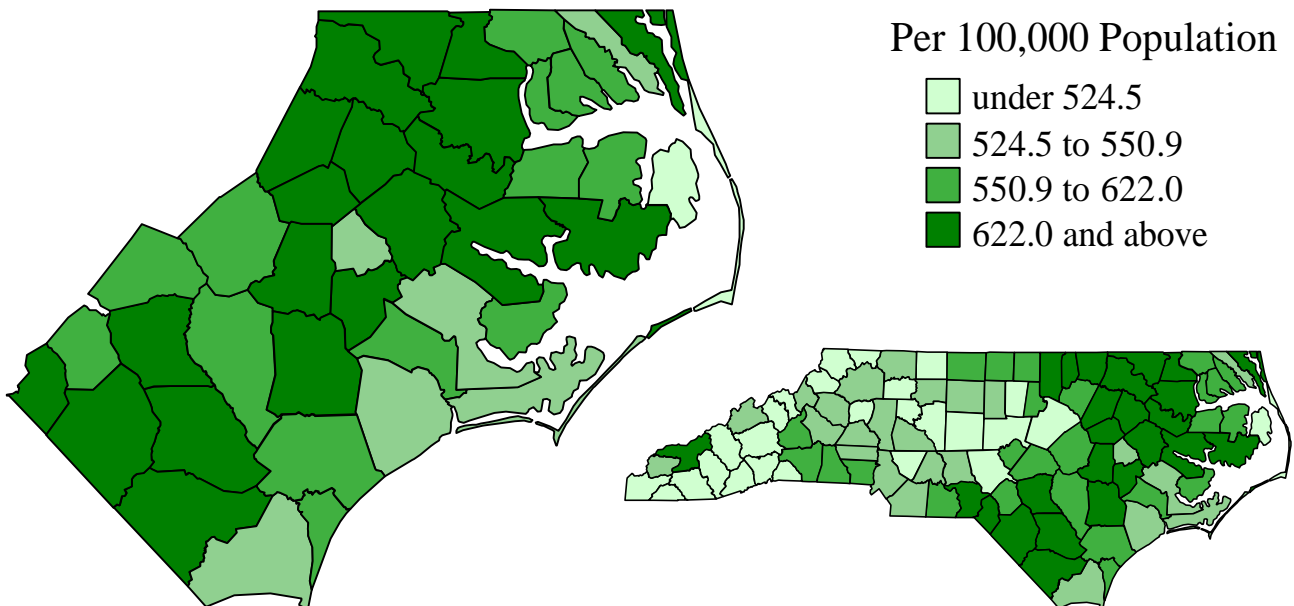 Per 100,000 Population
under 524.5
524.5 to 550.9
550.9 to 622.0
622.0 and above